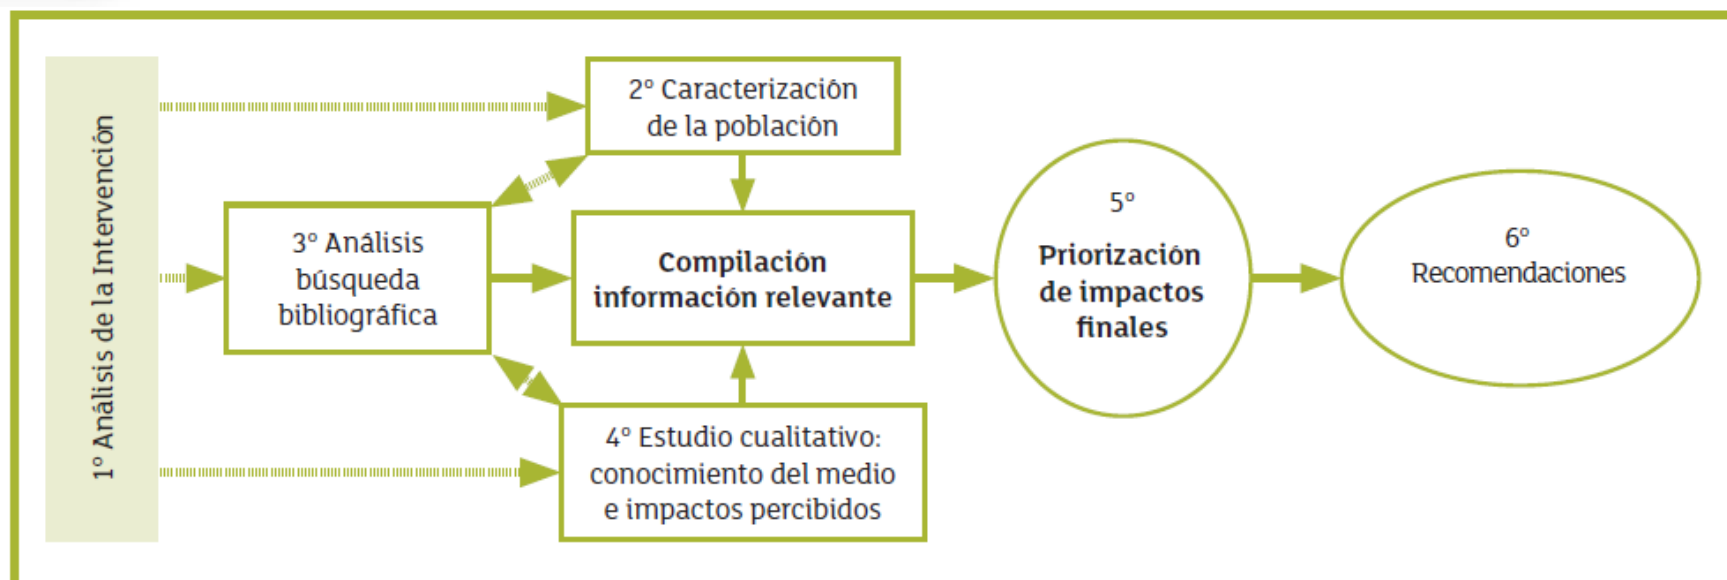 1º Análisis de la Intervención
2º Caracterización
de la población
3º Análisis
búsqueda
bibliográfica
Compilación
información relevante
4º Estudio cualitativo:
conocimiento del medio
e impactos percibidos
5º
Priorización
de impactos
finales
6º
Recomendaciones